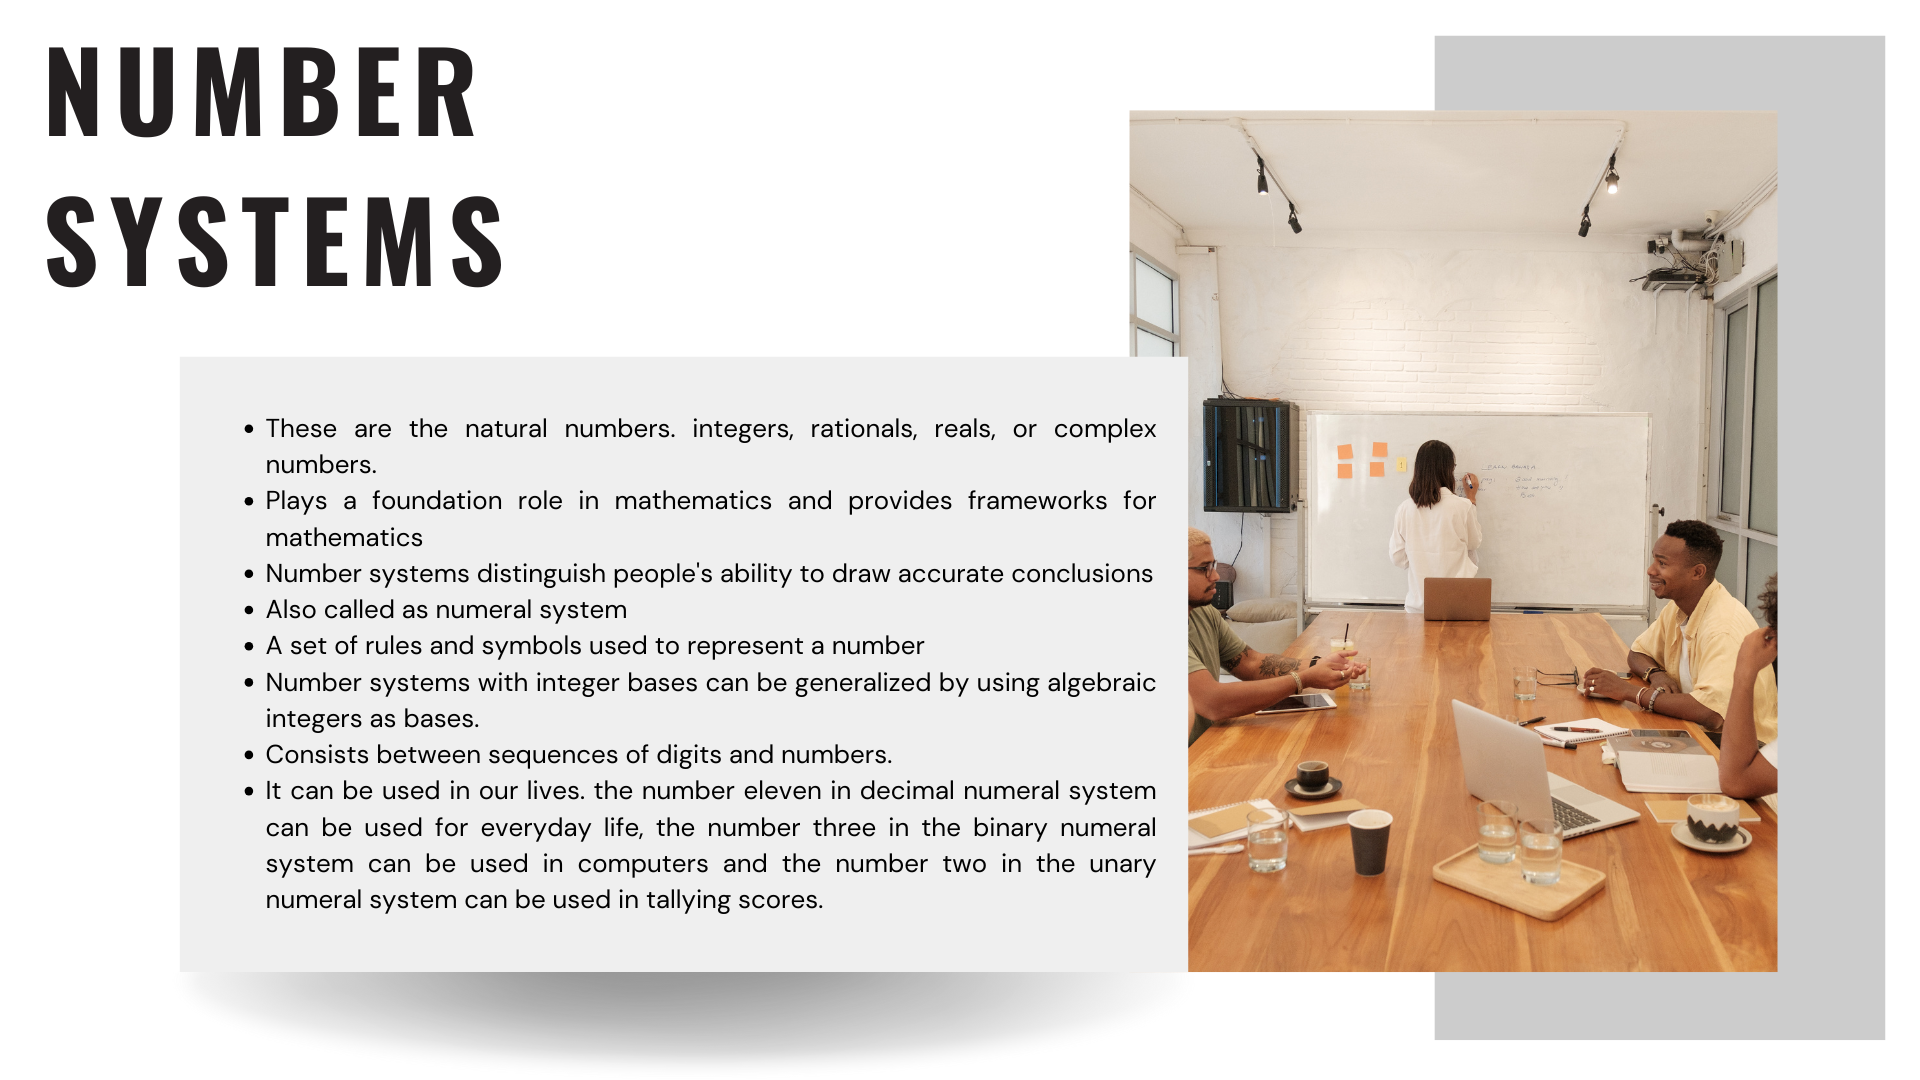 NUMBER
SYSTEMS
• These are the natural numbers. integers, rationals, reals, or complex
numbers.
• Plays a foundation role in mathematics and provides frameworks for
mathematics
• Number systems distinguish people's ability to draw accurate conclusions
• Also called as numeral system
• A set of rules and symbols used to represent a number
• Number systems with integer bases can be generalized by using algebraic
integers as bases.
• Consists between sequences of digits and numbers.
• It can be used in our lives. the number eleven in decimal numeral system
can be used for everyday life, the number three in the binary numeral
system can be used in computers and the number two in the unary
numeral system can be used in tallying scores.